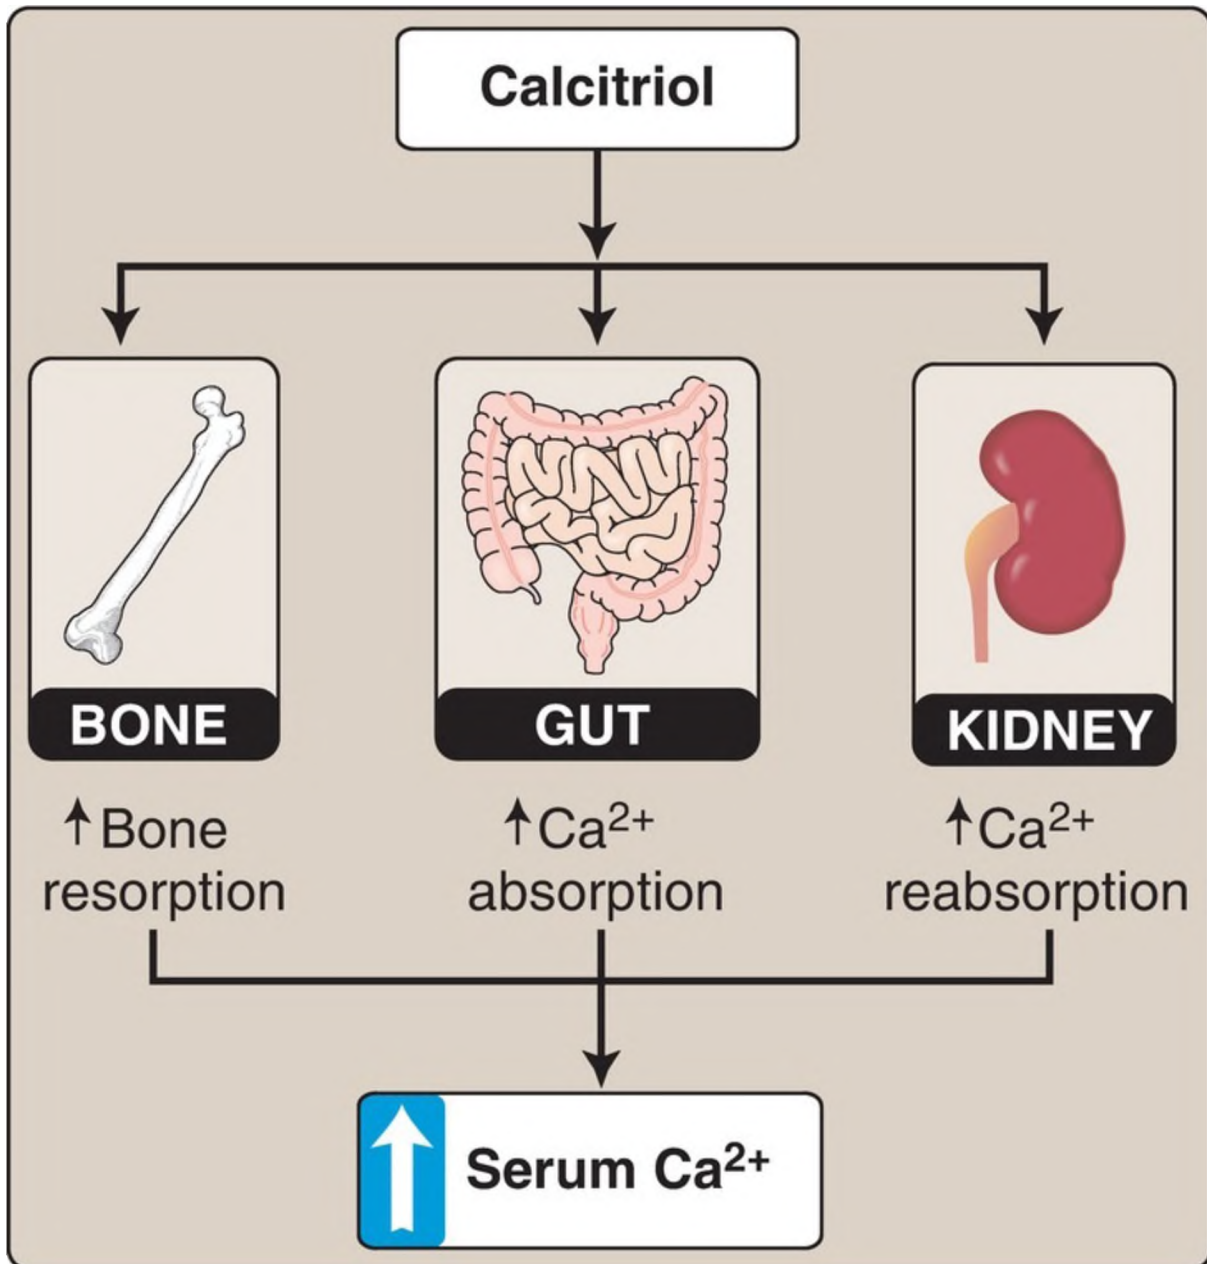 Calcitriol
BONE
GUT
KIDNEY
↑Bone
resorption
↑Ca²⁺
absorption
↑Ca²⁺
reabsorption
Serum Ca²⁺